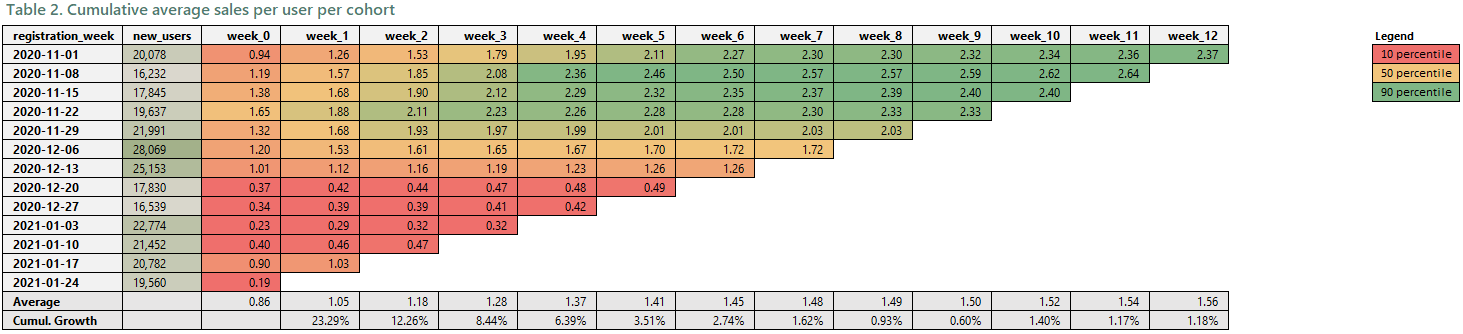 Table 2. Cumulative average sales per user per cohort
registration_week new_users week_0 week_1 week_2 week_3 week_4 week_5 week_6 week_7 week_8 week_9 week_10 week_11 week_12
2020-11-01 20,078 0.94 1.26 1.53 1.79 1.95 2.11 2.27 2.30 2.30 2.32 2.34 2.36 2.37
2020-11-08 16,232 1.19 1.57 1.85 2.08 2.36 2.46 2.50 2.57 2.57 2.59 2.62 2.64
2020-11-15 17,845 1.38 1.68 1.90 2.12 2.29 2.32 2.35 2.37 2.39 2.40 2.40
2020-11-22 19,637 1.65 1.88 2.11 2.23 2.26 2.28 2.28 2.30 2.33 2.33
2020-11-29 21,991 1.32 1.68 1.93 1.97 1.99 2.01 2.01 2.03 2.03
2020-12-06 28,069 1.20 1.53 1.61 1.65 1.67 1.70 1.72 1.72
2020-12-13 25,153 1.01 1.12 1.16 1.19 1.23 1.26 1.26
2020-12-20 17,830 0.37 0.42 0.44 0.47 0.48 0.49
2020-12-27 16,539 0.34 0.39 0.39 0.41 0.42
2021-01-03 22,774 0.23 0.29 0.32 0.32
2021-01-10 21,452 0.40 0.46 0.47
2021-01-17 20,782 0.90 1.03
2021-01-24 19,560 0.19
Average 0.86 1.05 1.18 1.28 1.37 1.41 1.45 1.48 1.49 1.50 1.52 1.54 1.56
Cumul. Growth 23.29% 12.26% 8.44% 6.39% 3.51% 2.74% 1.62% 0.93% 0.60% 1.40% 1.17% 1.18%
Legend
10 percentile
50 percentile
90 percentile